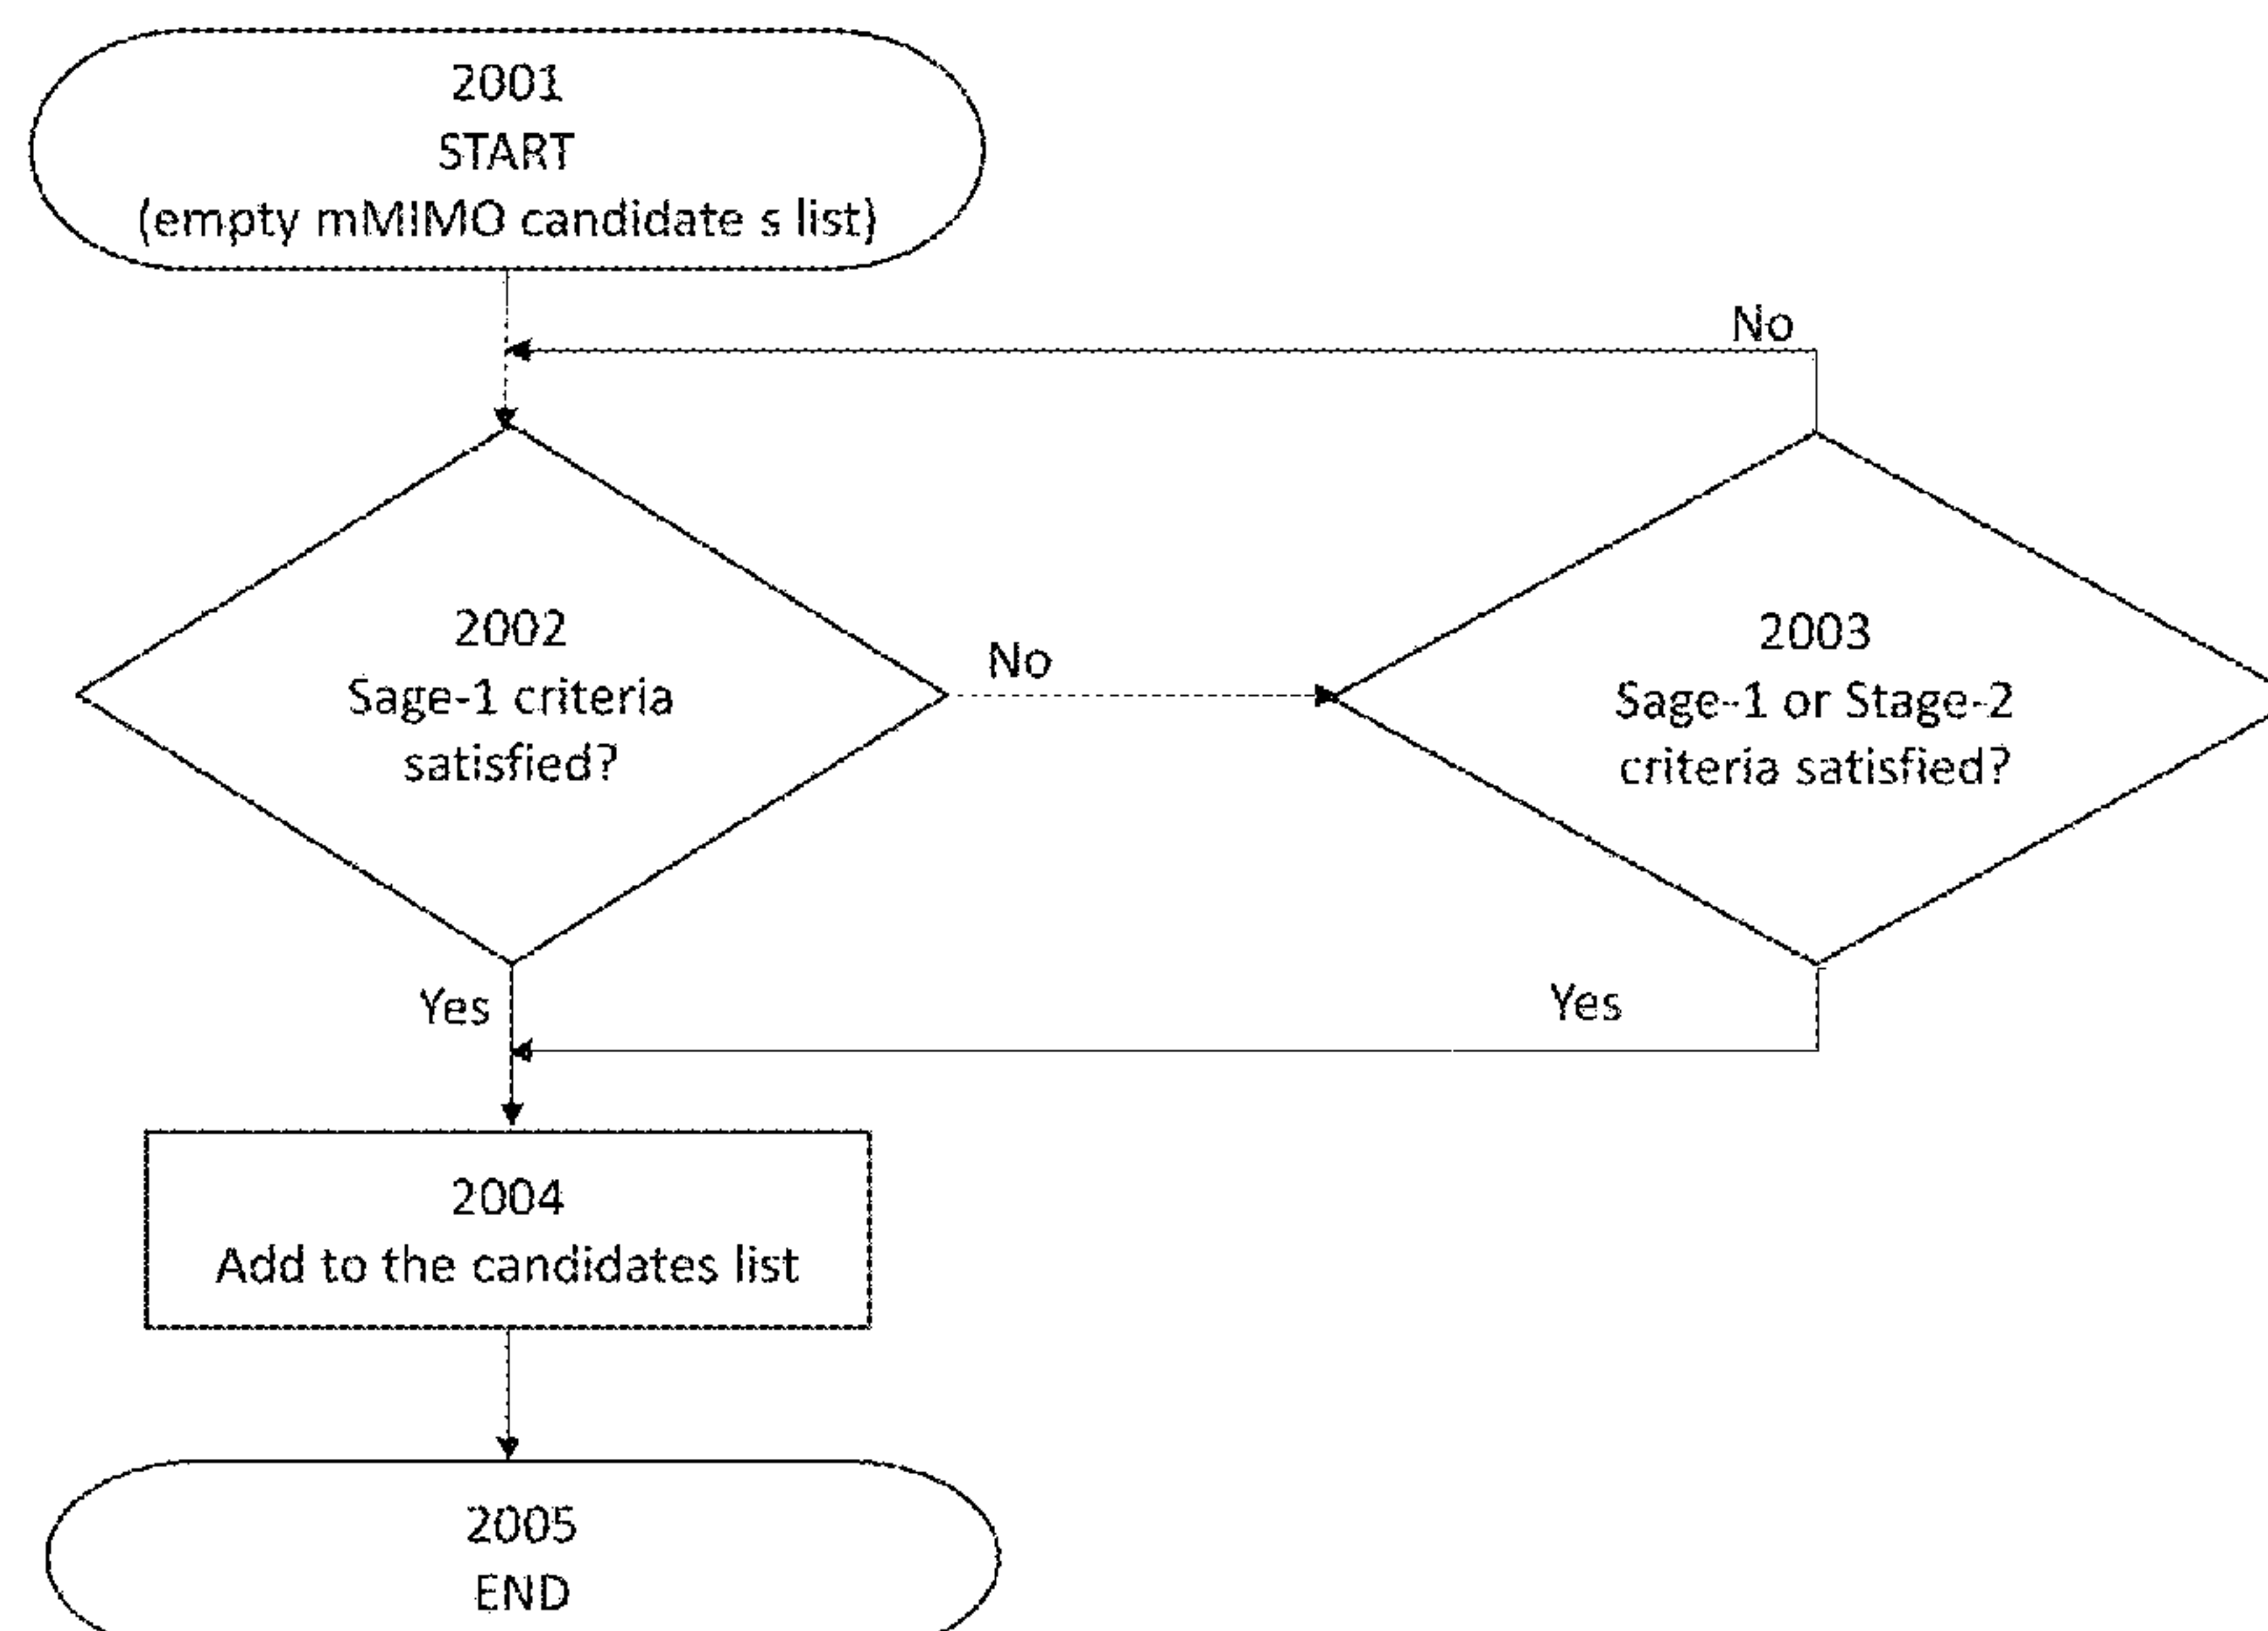 2001
START
(empty mMIMO candidate s list)
No
2002
Sage-1 criteria
satisfied?
No
2003
Sage-1 or Stage-2
criteria satisfied?
Yes
Yes
2004
Add to the candidates list
2005
END